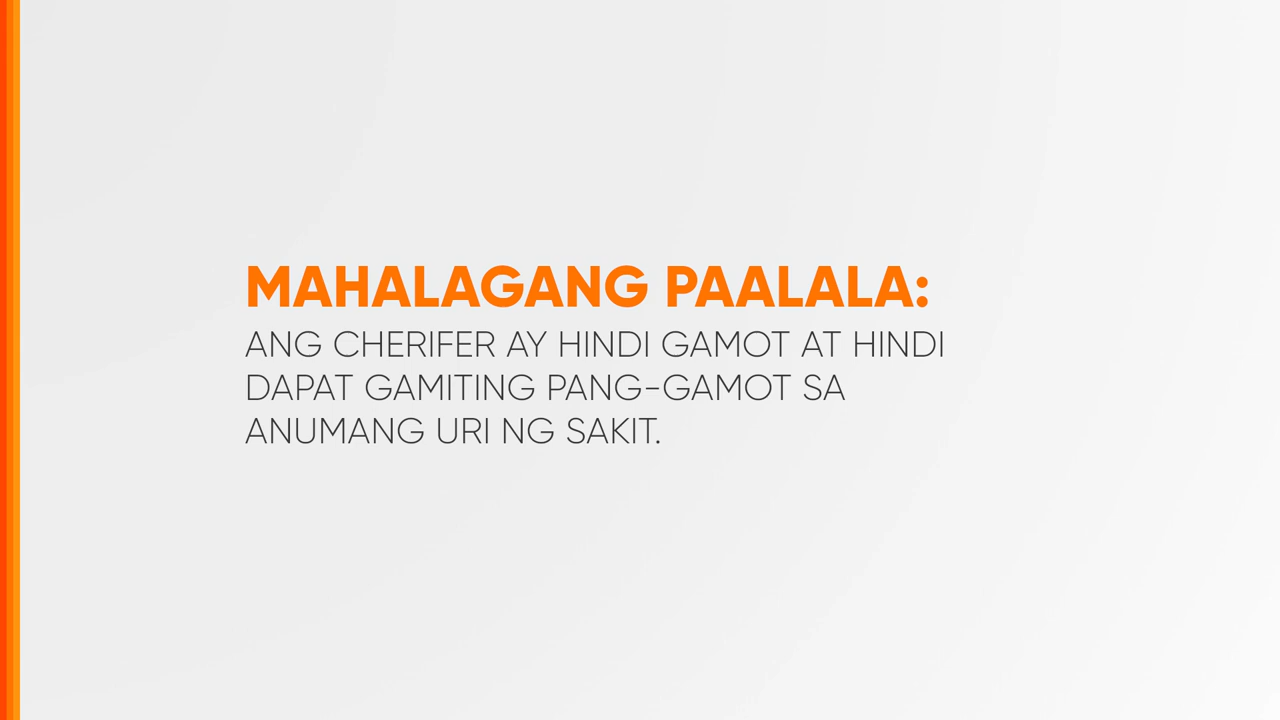 MAHALAGANG PAALALA:
ANG CHERIFER AY HINDI GAMOT AT HINDI
DAPAT GAMITING PANG-GAMOT SA
ANUMANG URI NG SAKIT.